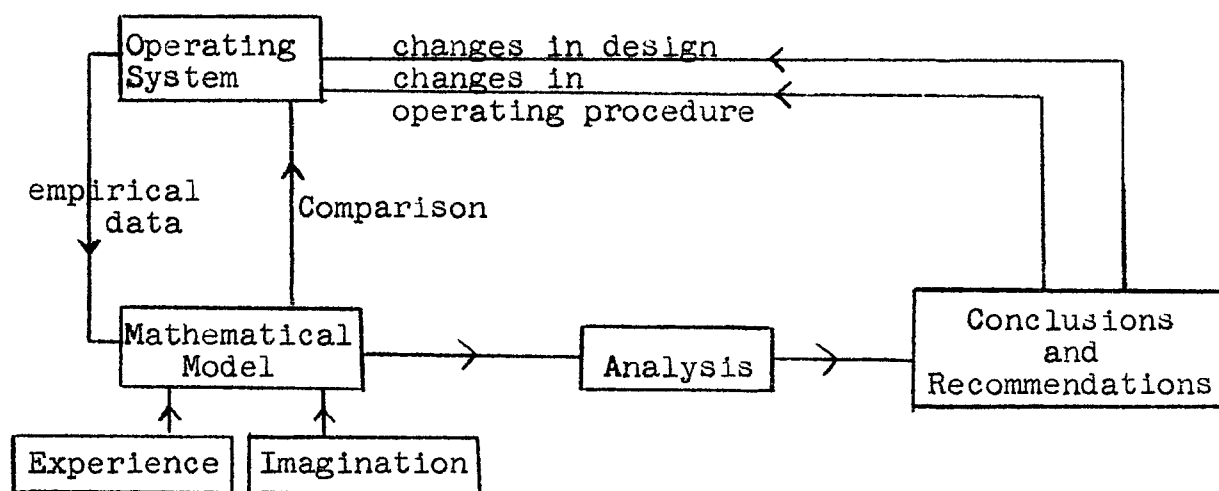 Operating
System
changes in design
changes in
operating procedure
empirical
data
Comparison
Mathematical
Model
Analysis
Conclusions
and
Recommendations
Experience
Imagination